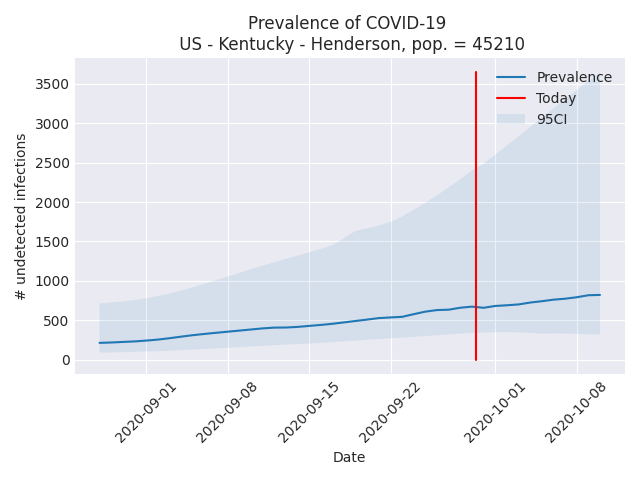 Prevalence of COVID-19
US - Kentucky - Henderson, pop. = 45210
Prevalence
Today
95CI
3500
3000
2500
2000
1500
1000
500
0
# undetected infections
2020-09-01
2020-09-08
2020-09-15
2020-09-22
2020-10-01
2020-10-08
Date